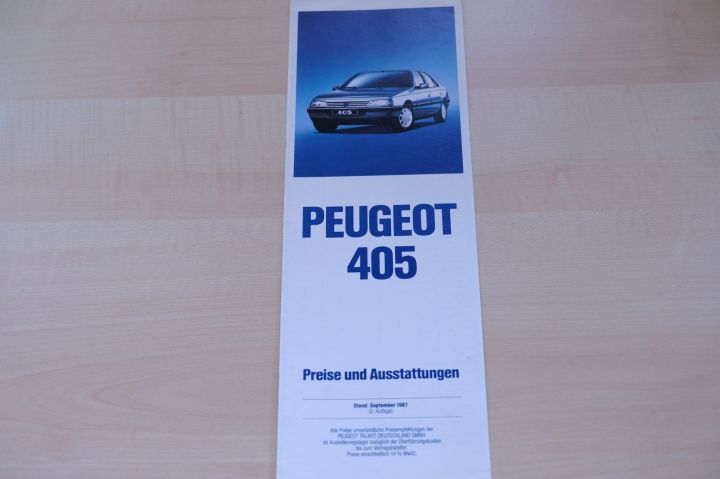 405
PEUGEOT
405
Preise und Ausstattungen
Stand: September 1987
(2. Auflage)
Alle Preise unverbindliche Preisempfehlungen der
PEUGEOT TALBOT DEUTSCHLAND GMBH
ab Auslieferungslager zuzüglich der Überführungskosten
bis zum Vertragshändler.
Preise einschließlich 14 % MwSt.